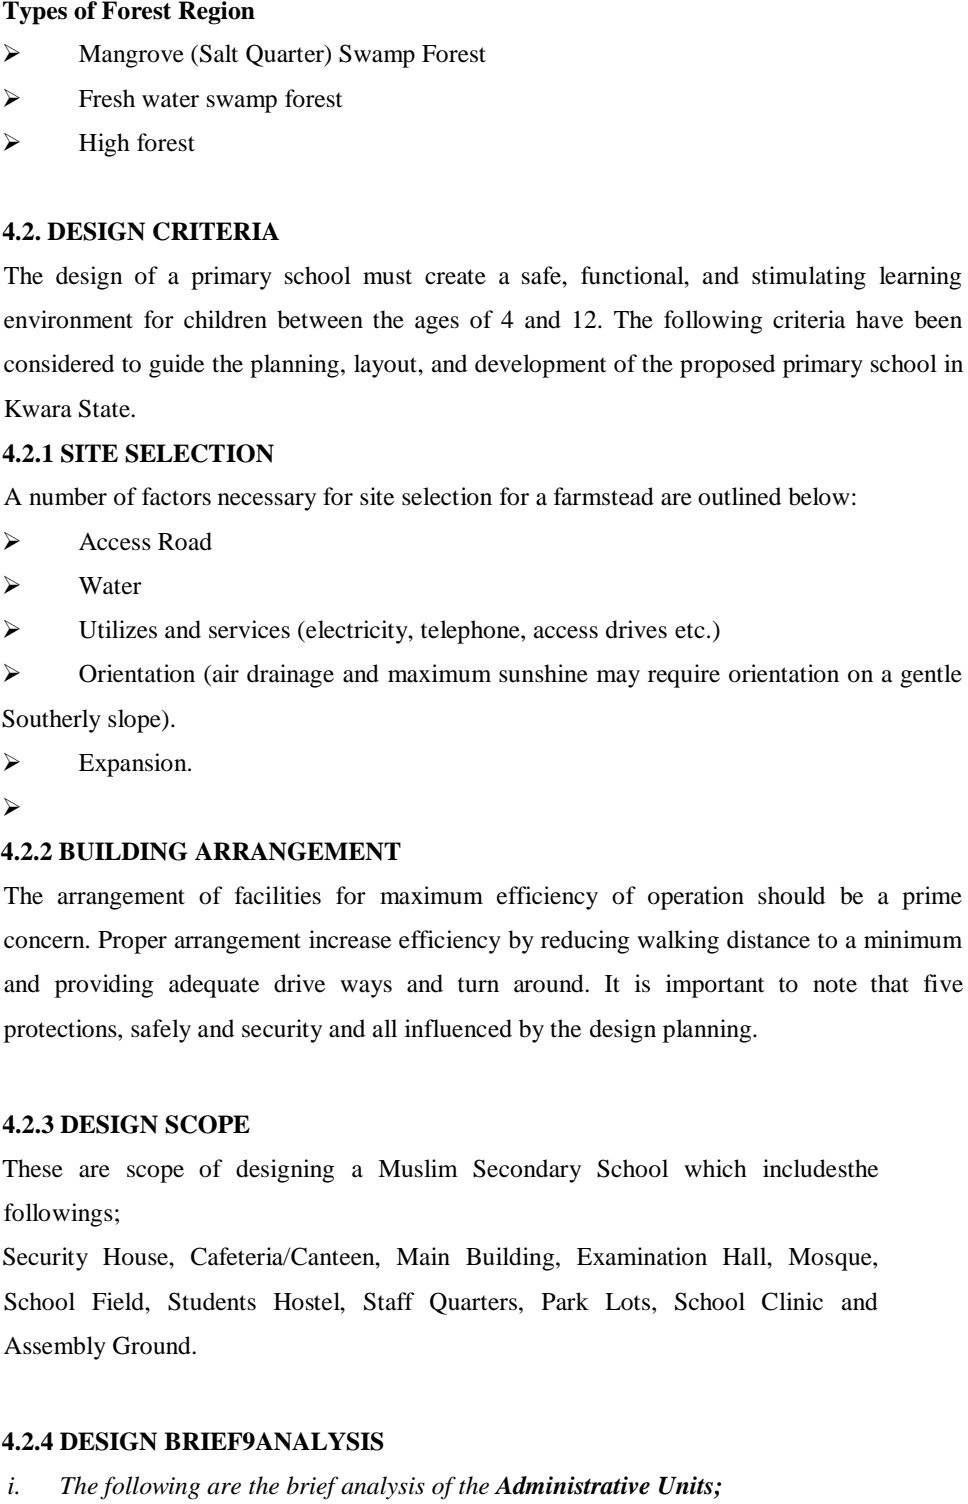 Types of Forest Region
➢ Mangrove (Salt Quarter) Swamp Forest
➢ Fresh water swamp forest
➢ High forest
4.2. DESIGN CRITERIA
The design of a primary school must create a safe, functional, and stimulating learning
environment for children between the ages of 4 and 12. The following criteria have been
considered to guide the planning, layout, and development of the proposed primary school in
Kwara State.
4.2.1 SITE SELECTION
A number of factors necessary for site selection for a farmstead are outlined below:
➢ Access Road
➢ Water
➢ Utilizes and services (electricity, telephone, access drives etc.)
➢ Orientation (air drainage and maximum sunshine may require orientation on a gentle
Southerly slope).
➢ Expansion.
➢
4.2.2 BUILDING ARRANGEMENT
The arrangement of facilities for maximum efficiency of operation should be a prime
concern. Proper arrangement increase efficiency by reducing walking distance to a minimum
and providing adequate drive ways and turn around. It is important to note that five
protections, safely and security and all influenced by the design planning.
4.2.3 DESIGN SCOPE
These are scope of designing a Muslim Secondary School which includesthe
followings;
Security House, Cafeteria/Canteen, Main Building, Examination Hall, Mosque,
School Field, Students Hostel, Staff Quarters, Park Lots, School Clinic and
Assembly Ground.
4.2.4 DESIGN BRIEF9ANALYSIS
i. The following are the brief analysis of the Administrative Units;